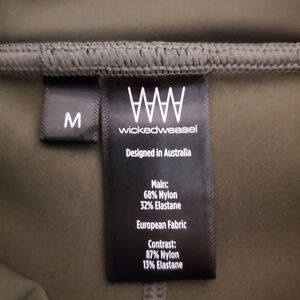 M
wickedweasel
Designed in Australia
Main:
68% Nylon
32% Elastane
European Fabric
Contrast:
87% Nylon
13% Elastane